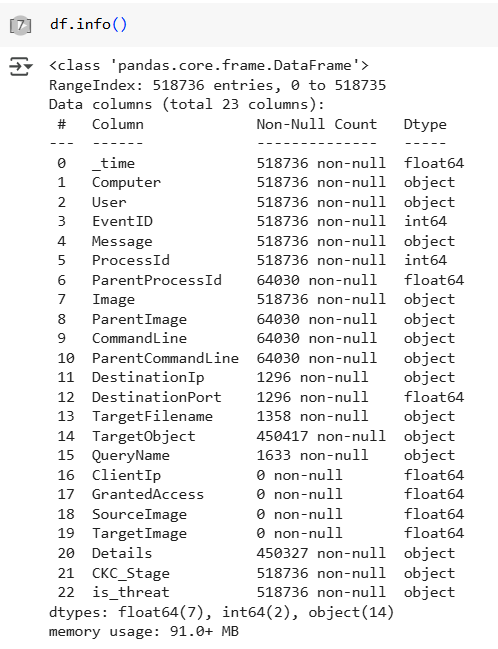 [7] df.info()
<class 'pandas.core.frame.DataFrame'>
RangeIndex: 518736 entries, 0 to 518735
Data columns (total 23 columns):
 #   Column             Non-Null Count   Dtype
---  ------             --------------   -----
 0   _time              518736 non-null  float64
 1   Computer           518736 non-null  object
 2   User               518736 non-null  object
 3   EventID            518736 non-null  int64
 4   Message            518736 non-null  object
 5   ProcessId          518736 non-null  int64
 6   ParentProcessId    64030 non-null   float64
 7   Image              518736 non-null  object
 8   ParentImage        64030 non-null   object
 9   CommandLine        64030 non-null   object
 10  ParentCommandLine  64030 non-null   object
 11  DestinationIp      1296 non-null    object
 12  DestinationPort    1296 non-null    float64
 13  TargetFilename     1358 non-null    object
 14  TargetObject       450417 non-null  object
 15  QueryName          1633 non-null    object
 16  ClientIp           0 non-null       float64
 17  GrantedAccess      0 non-null       float64
 18  SourceImage        0 non-null       float64
 19  TargetImage        0 non-null       float64
 20  Details            450327 non-null  object
 21  CKC_Stage          518736 non-null  object
 22  is_threat          518736 non-null  object
dtypes: float64(7), int64(2), object(14)
memory usage: 91.0+ MB